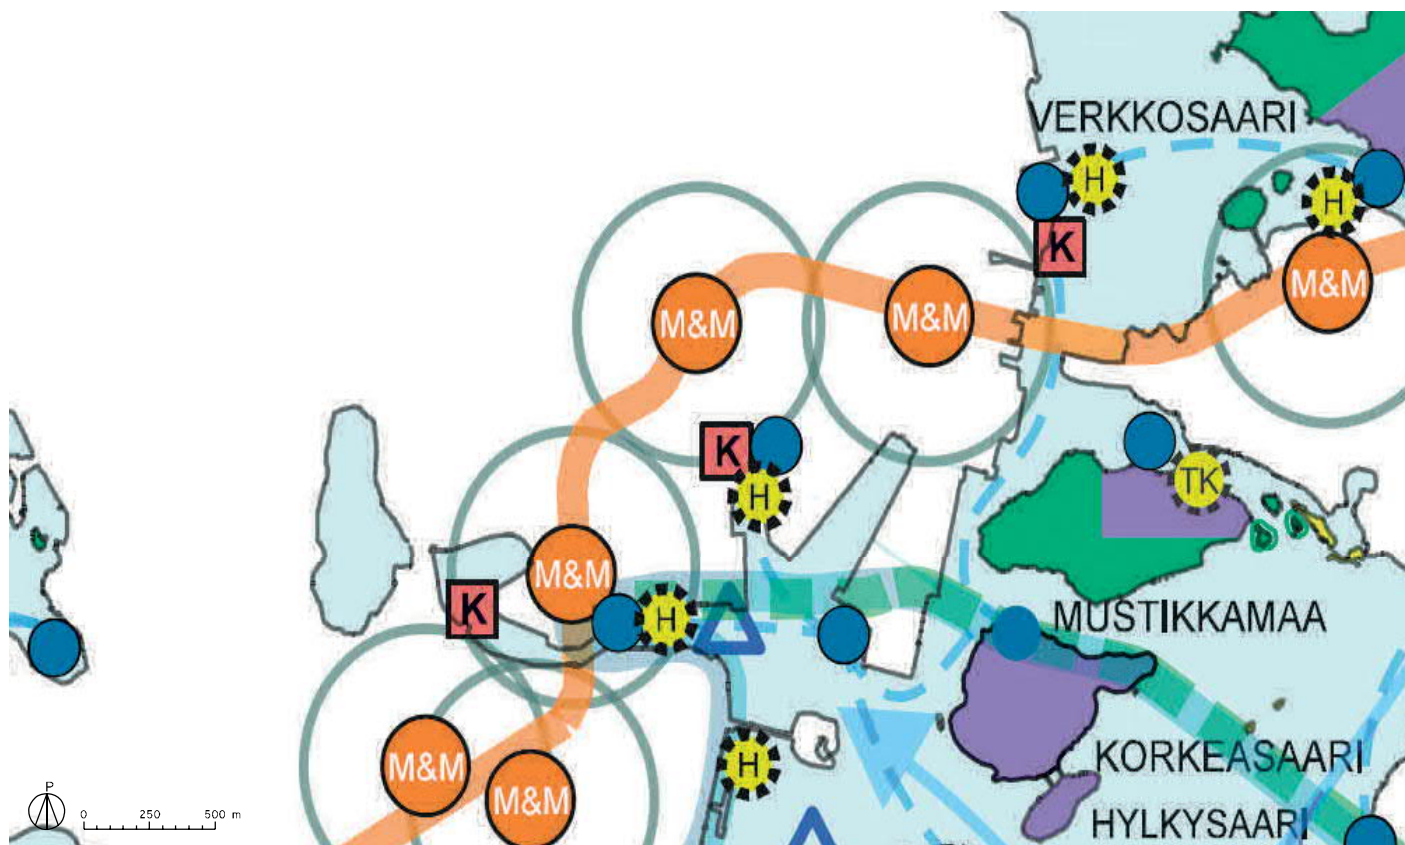 VERKKOSAARI
H
H
K
M&M
M&M
M&M
K
H
TK
M&M
K
H
MUSTIKKAMAA
M&M
H
KORKEASAARI
M&M
P
0 250 500 m
HYLKYSAARI